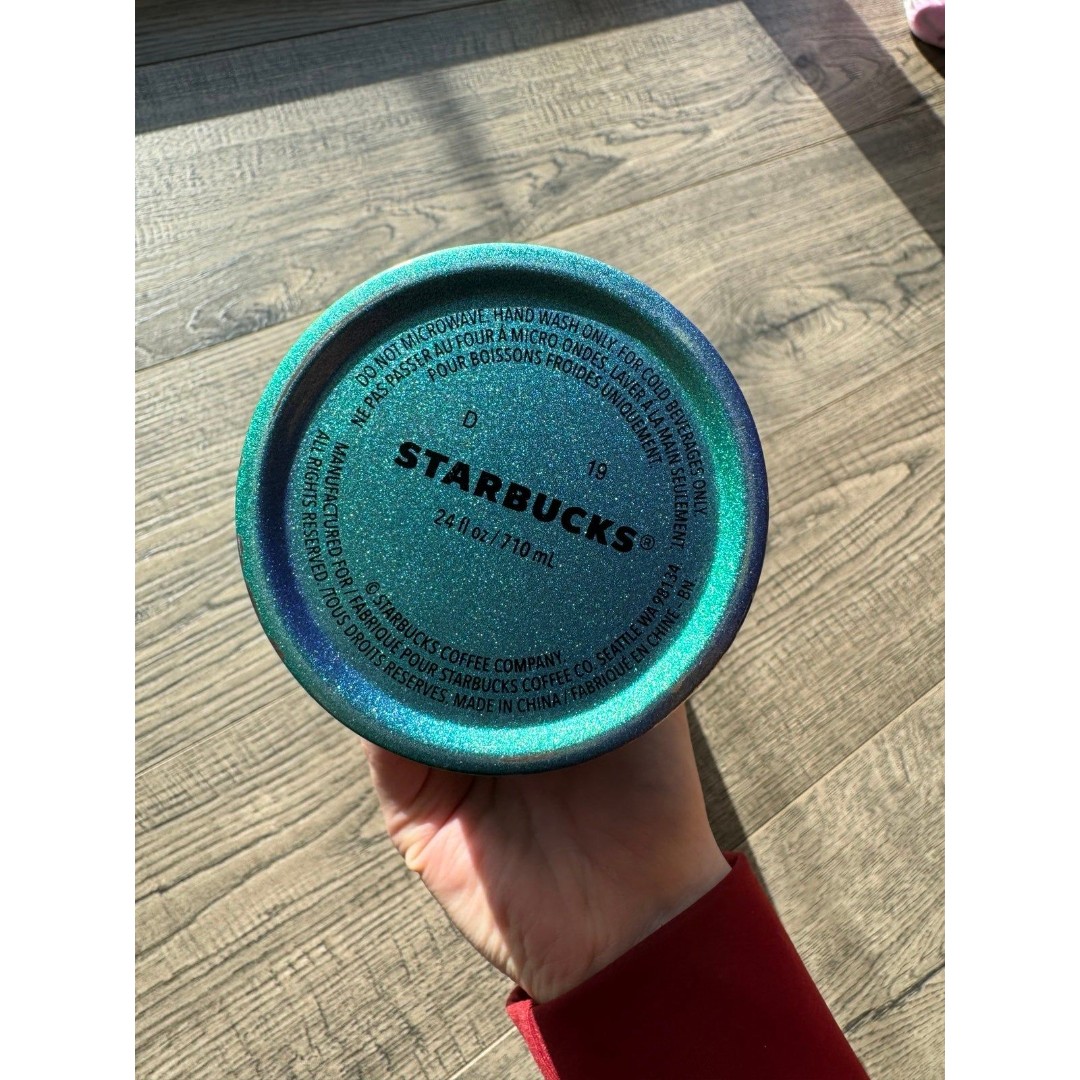 DO NOT MICROWAVE. HAND WASH ONLY. FOR COLD BEVERAGES ONLY.
NE PAS PASSER AU FOUR À MICRO ONDES. LAVER À LA MAIN SEULEMENT.
POUR BOISSONS FROIDES UNIQUEMENT
D
19
STARBUCKS®
24 fl oz / 710 mL
© STARBUCKS COFFEE COMPANY
MANUFACTURED FOR / FABRIQUÉ POUR STARBUCKS COFFEE CO. SEATTLE WA 98134
ALL RIGHTS RESERVED. /TOUS DROITS RESERVES. MADE IN CHINA / FABRIQUÉ EN CHINE - BN